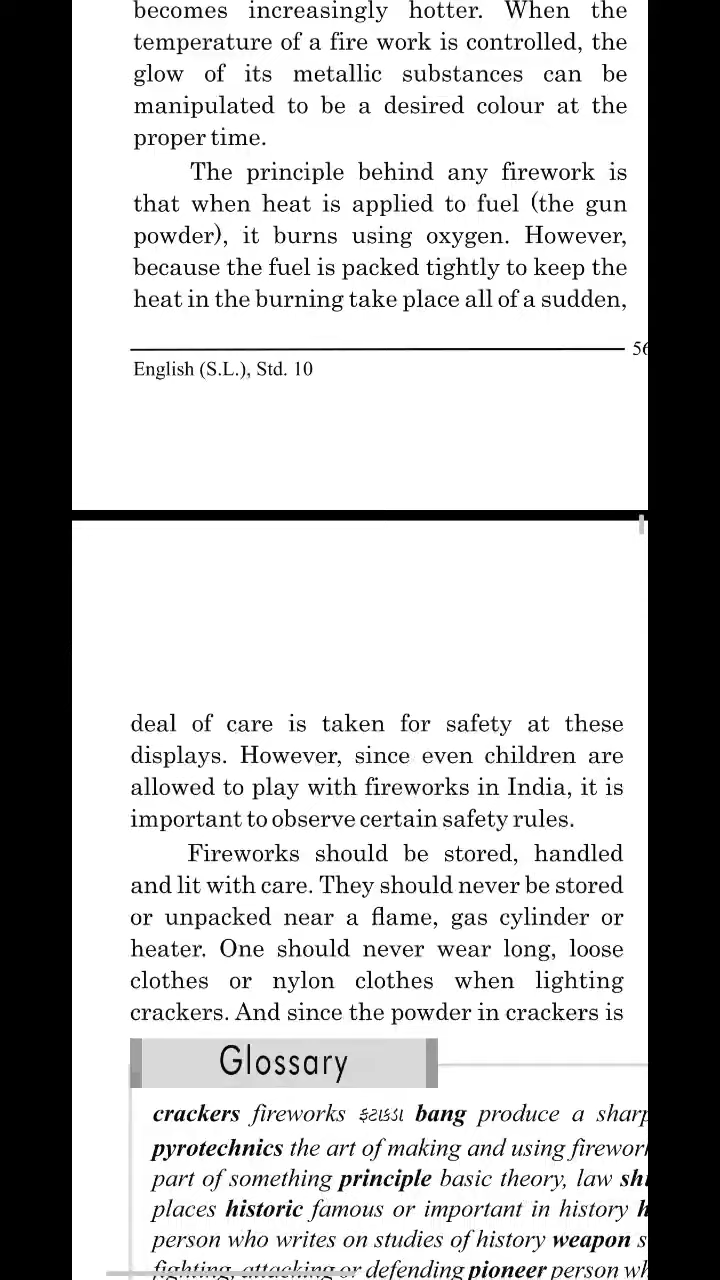 becomes increasingly hotter. When the
temperature of a fire work is controlled, the
glow of its metallic substances can be
manipulated to be a desired colour at the
proper time.
The principle behind any firework is
that when heat is applied to fuel (the gun
powder), it burns using oxygen. However,
because the fuel is packed tightly to keep the
heat in the burning take place all of a sudden,
56
English (S.L.), Std. 10
deal of care is taken for safety at these
displays. However, since even children are
allowed to play with fireworks in India, it is
important to observe certain safety rules.
Fireworks should be stored, handled
and lit with care. They should never be stored
or unpacked near a flame, gas cylinder or
heater. One should never wear long, loose
clothes or nylon clothes when lighting
crackers. And since the powder in crackers is
Glossary
crackers fireworks ફટાકડા bang produce a sharp
pyrotechnics the art of making and using
part of something principle basic theory, law
places historic famous or important in history
person who writes on studies of history weapon
fighting, attacking or defending pioneer person